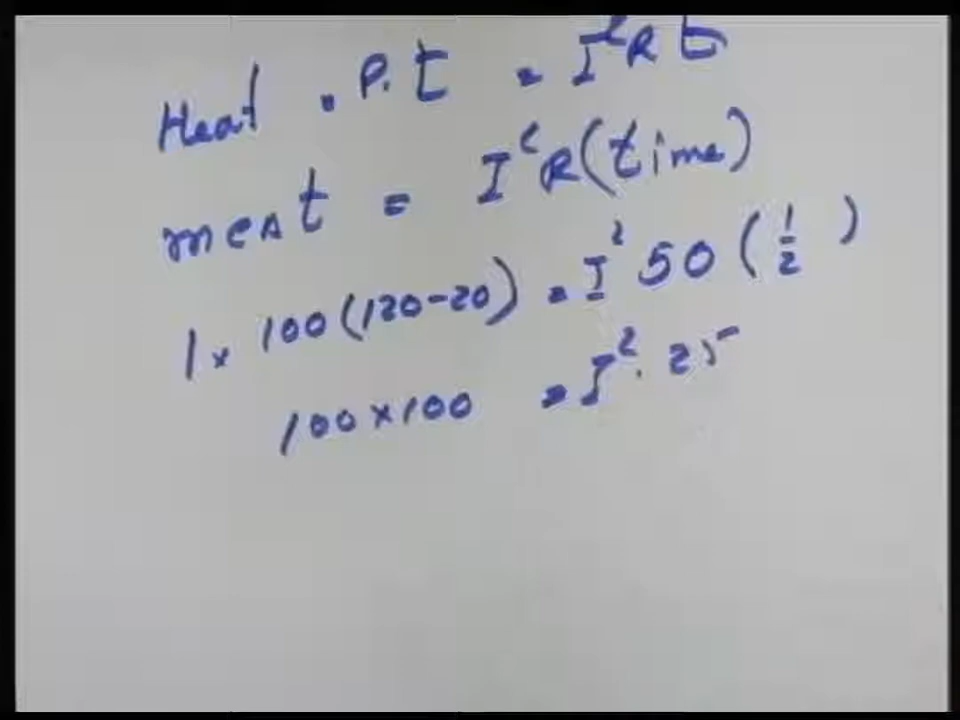 Heat = P.t = I²Rt
mcΔt = I²R(time)
1 × 100(120-20) = I² 50 (1/2)
100×100 = I². 25